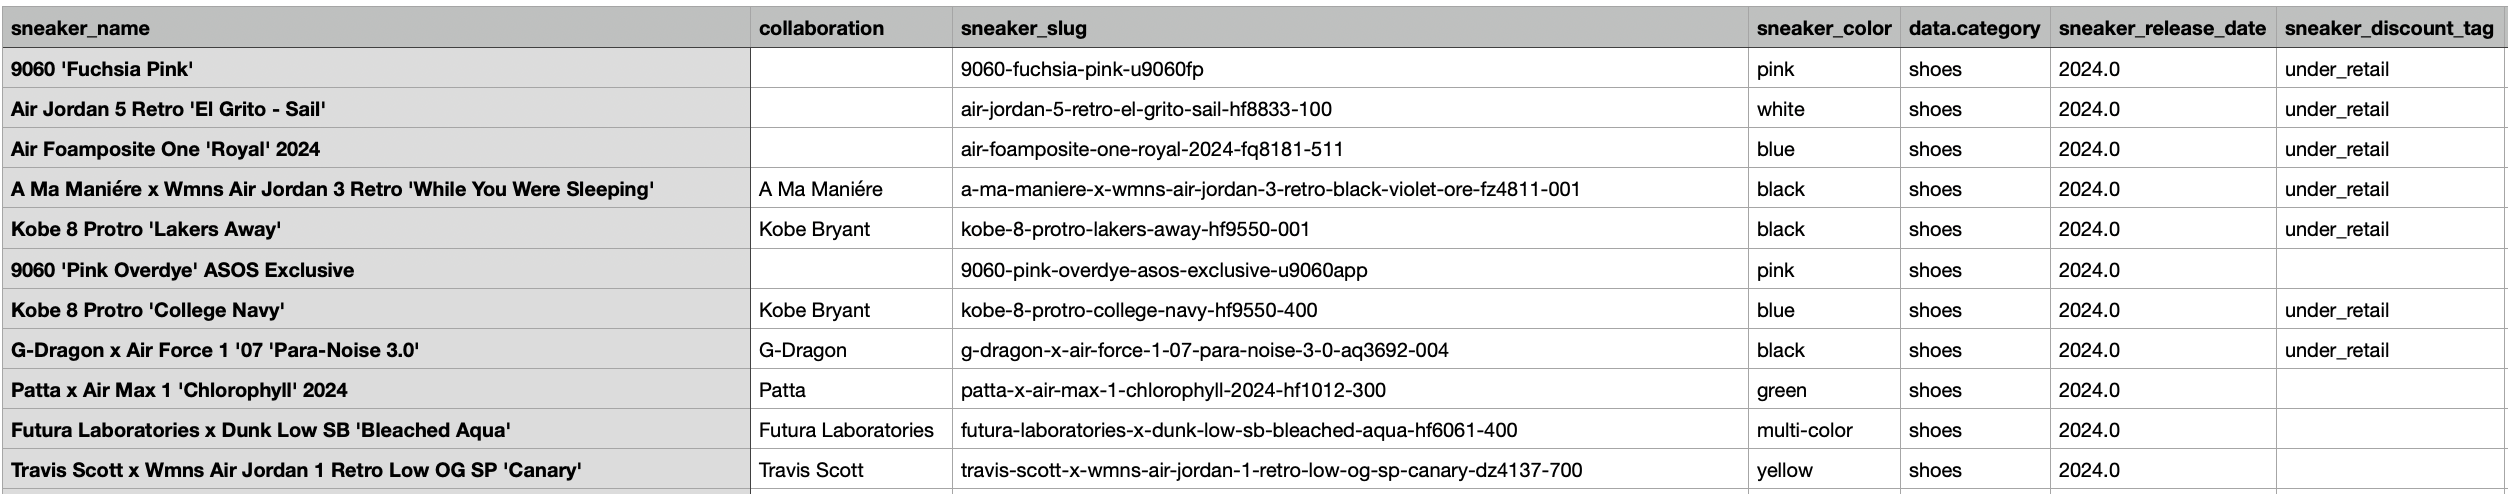 sneaker_name collaboration sneaker_slug sneaker_color data.category sneaker_release_date sneaker_discount_tag
9060 'Fuchsia Pink' 9060-fuchsia-pink-u9060fp pink shoes 2024.0 under_retail
Air Jordan 5 Retro 'El Grito - Sail' air-jordan-5-retro-el-grito-sail-hf8833-100 white shoes 2024.0 under_retail
Air Foamposite One 'Royal' 2024 air-foamposite-one-royal-2024-fq8181-511 blue shoes 2024.0 under_retail
A Ma Maniére x Wmns Air Jordan 3 Retro 'While You Were Sleeping' A Ma Maniére a-ma-maniere-x-wmns-air-jordan-3-retro-black-violet-ore-fz4811-001 black shoes 2024.0 under_retail
Kobe 8 Protro 'Lakers Away' Kobe Bryant kobe-8-protro-lakers-away-hf9550-001 black shoes 2024.0 under_retail
9060 'Pink Overdye' ASOS Exclusive 9060-pink-overdye-asos-exclusive-u9060app pink shoes 2024.0
Kobe 8 Protro 'College Navy' Kobe Bryant kobe-8-protro-college-navy-hf9550-400 blue shoes 2024.0 under_retail
G-Dragon x Air Force 1 '07 'Para-Noise 3.0' G-Dragon g-dragon-x-air-force-1-07-para-noise-3-0-aq3692-004 black shoes 2024.0 under_retail
Patta x Air Max 1 'Chlorophyll' 2024 Patta patta-x-air-max-1-chlorophyll-2024-hf1012-300 green shoes 2024.0
Futura Laboratories x Dunk Low SB 'Bleached Aqua' Futura Laboratories futura-laboratories-x-dunk-low-sb-bleached-aqua-hf6061-400 multi-color shoes 2024.0
Travis Scott x Wmns Air Jordan 1 Retro Low OG SP 'Canary' Travis Scott travis-scott-x-wmns-air-jordan-1-retro-low-og-sp-canary-dz4137-700 yellow shoes 2024.0